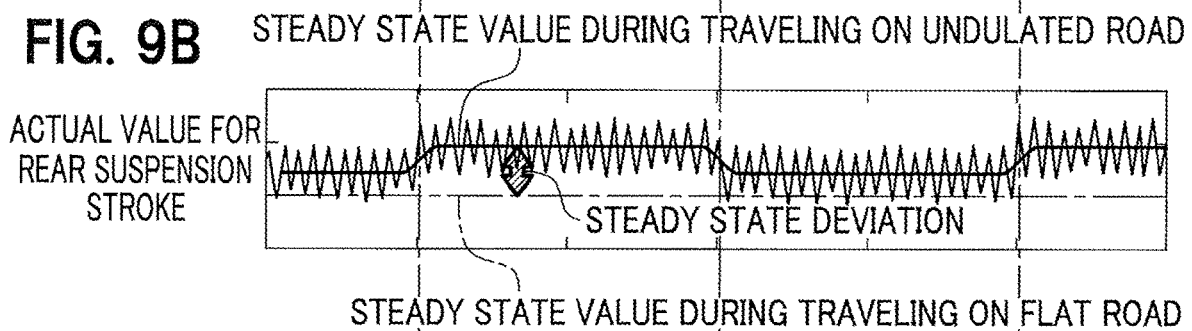 FIG. 9B
STEADY STATE VALUE DURING TRAVELING ON UNDULATED ROAD
ACTUAL VALUE FOR
REAR SUSPENSION
STROKE
STEADY STATE DEVIATION
STEADY STATE VALUE DURING TRAVELING ON FLAT ROAD